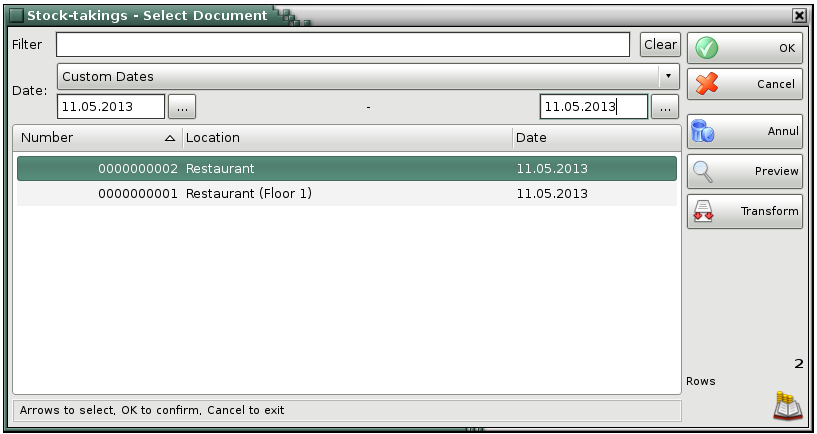 Stock-takings - Select Document
Filter
Clear
OK
Date:
Custom Dates
Cancel
11.05.2013 ... - 11.05.2013 ...
Number Location Date
Annul
0000000002 Restaurant 11.05.2013
Preview
0000000001 Restaurant (Floor 1) 11.05.2013
Transform
2
Rows
Arrows to select, OK to confirm, Cancel to exit